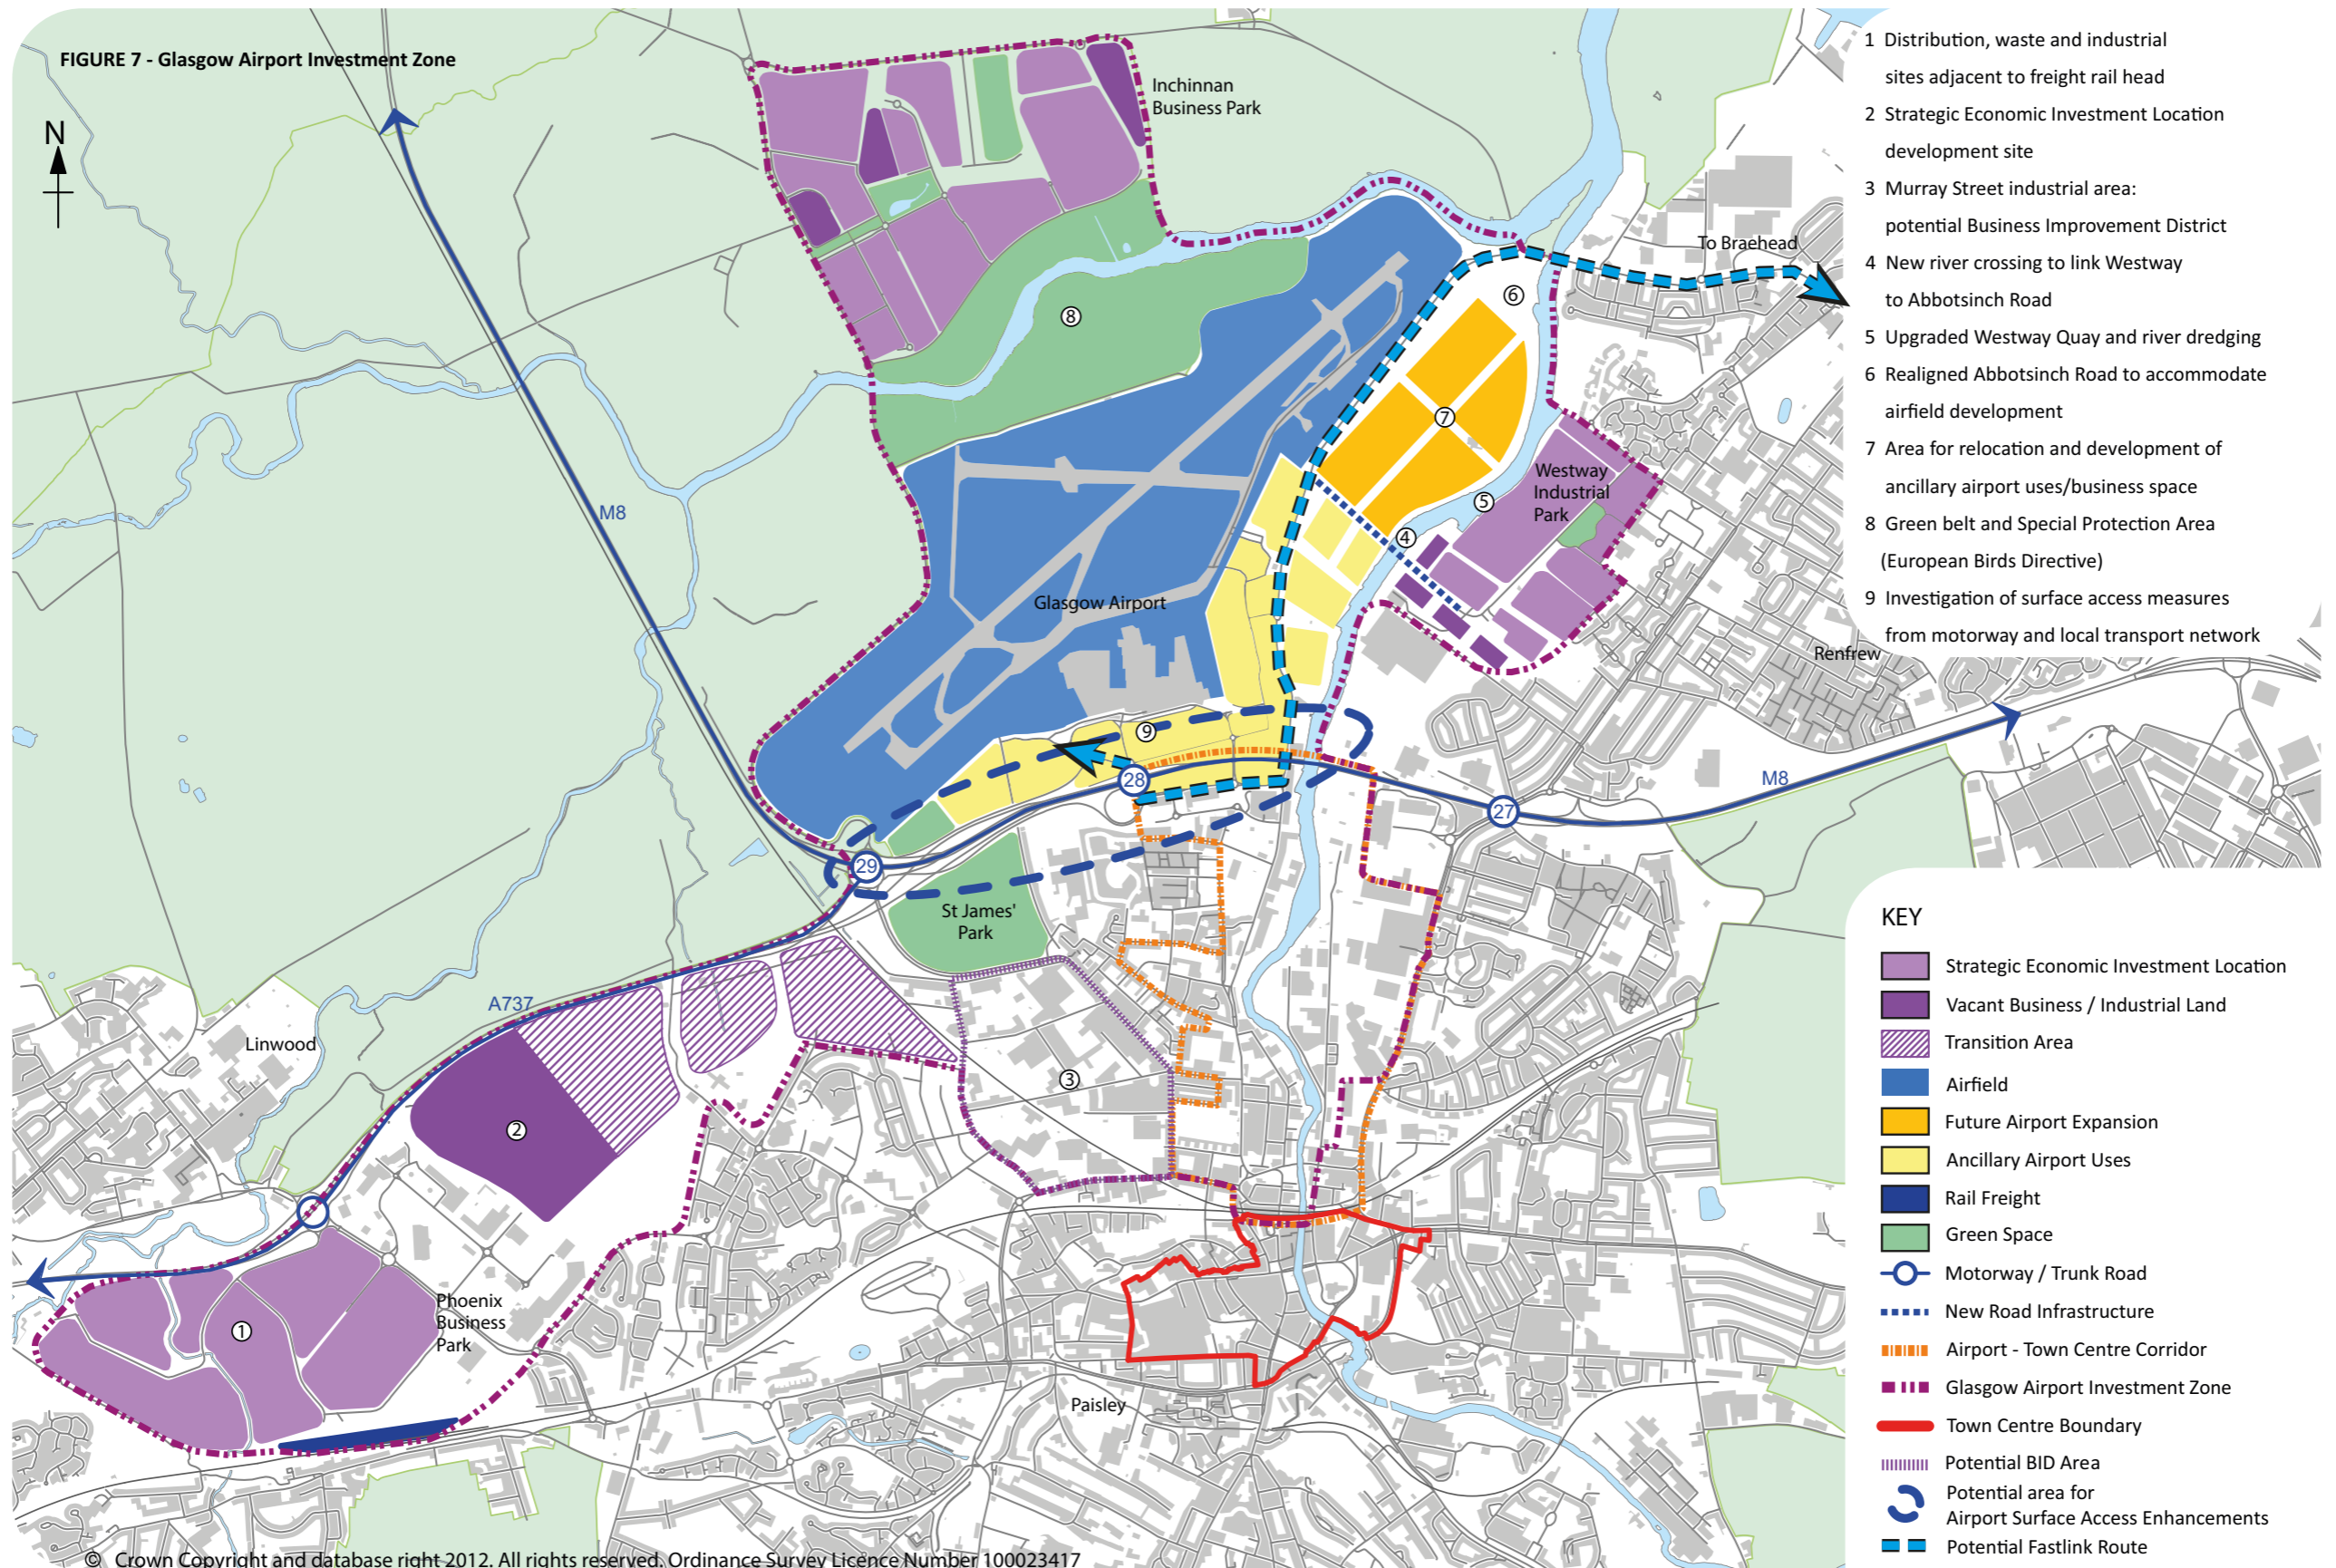 FIGURE 7 - Glasgow Airport Investment Zone
N
Inchinnan
Business Park
To Braehead
8
6
7
M8
Westway
Industrial
Park
5
4
Glasgow Airport
Renfrew
9
28
M8
27
29
St James'
Park
A737
Linwood
3
2
Phoenix
Business
Park
1
Paisley
© Crown Copyright and database right 2012. All rights reserved. Ordinance Survey Licence Number 100023417
1 Distribution, waste and industrial
sites adjacent to freight rail head
2 Strategic Economic Investment Location
development site
3 Murray Street industrial area:
potential Business Improvement District
4 New river crossing to link Westway
to Abbotsinch Road
5 Upgraded Westway Quay and river dredging
6 Realigned Abbotsinch Road to accommodate
airfield development
7 Area for relocation and development of
ancillary airport uses/business space
8 Green belt and Special Protection Area
(European Birds Directive)
9 Investigation of surface access measures
from motorway and local transport network
KEY
Strategic Economic Investment Location
Vacant Business / Industrial Land
Transition Area
Airfield
Future Airport Expansion
Ancillary Airport Uses
Rail Freight
Green Space
Motorway / Trunk Road
New Road Infrastructure
Airport - Town Centre Corridor
Glasgow Airport Investment Zone
Town Centre Boundary
Potential BID Area
Potential area for
Airport Surface Access Enhancements
Potential Fastlink Route